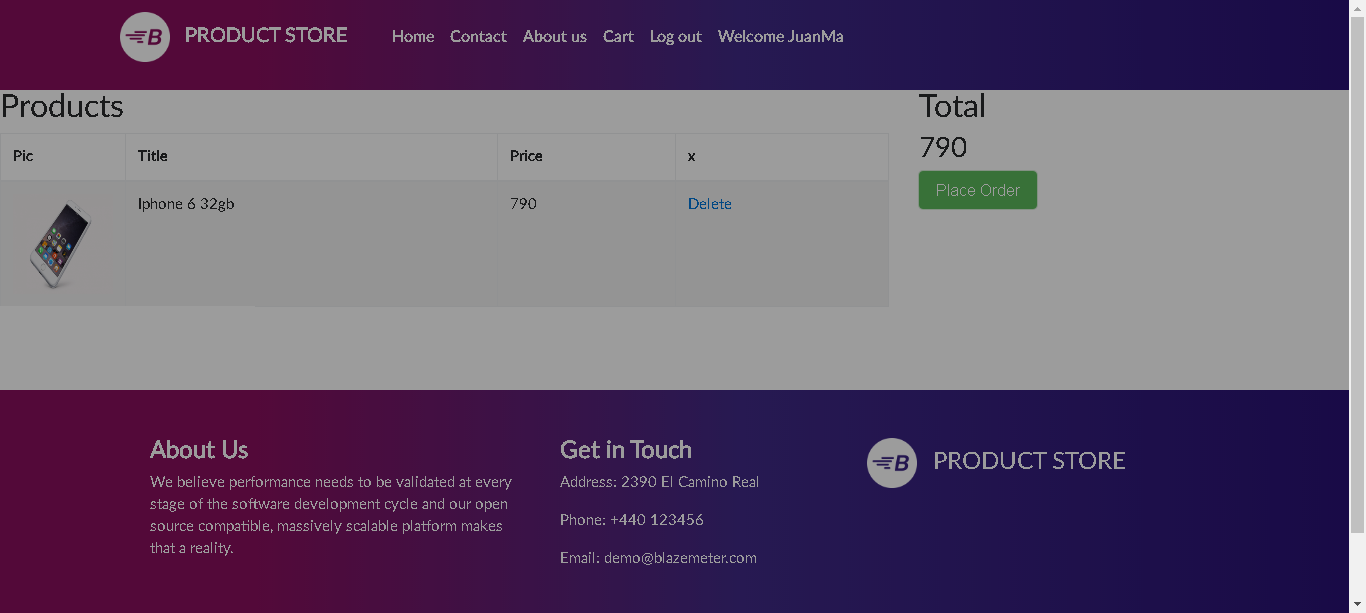 B PRODUCT STORE Home Contact About us Cart Log out Welcome JuanMa
Products
Pic Title Price x
Iphone 6 32gb 790 Delete
Total
790
Place Order
About Us
We believe performance needs to be validated at every
stage of the software development cycle and our open
source compatible, massively scalable platform makes
that a reality.
Get in Touch
Address: 2390 El Camino Real
Phone: +440 123456
Email: demo@blazemeter.com
B PRODUCT STORE